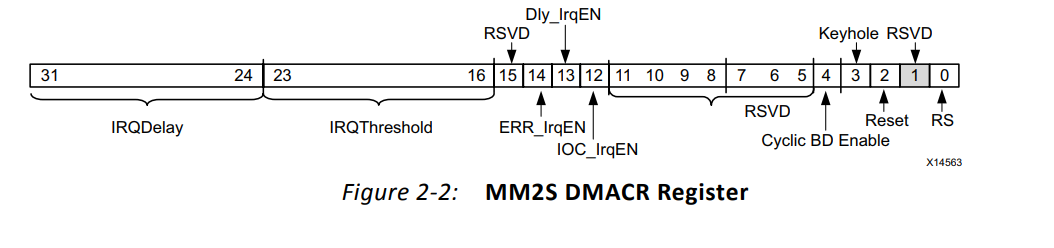 Dly_IrqEN
RSVD
Keyhole RSVD
31 24 23 16 15 14 13 12 11 10 9 8 7 6 5 4 3 2 1 0
IRQDelay
IRQThreshold
ERR_IrqEN
IOC_IrqEN
RSVD
Cyclic BD Enable
Reset
RS
X14563
Figure 2-2: MM2S DMACR Register